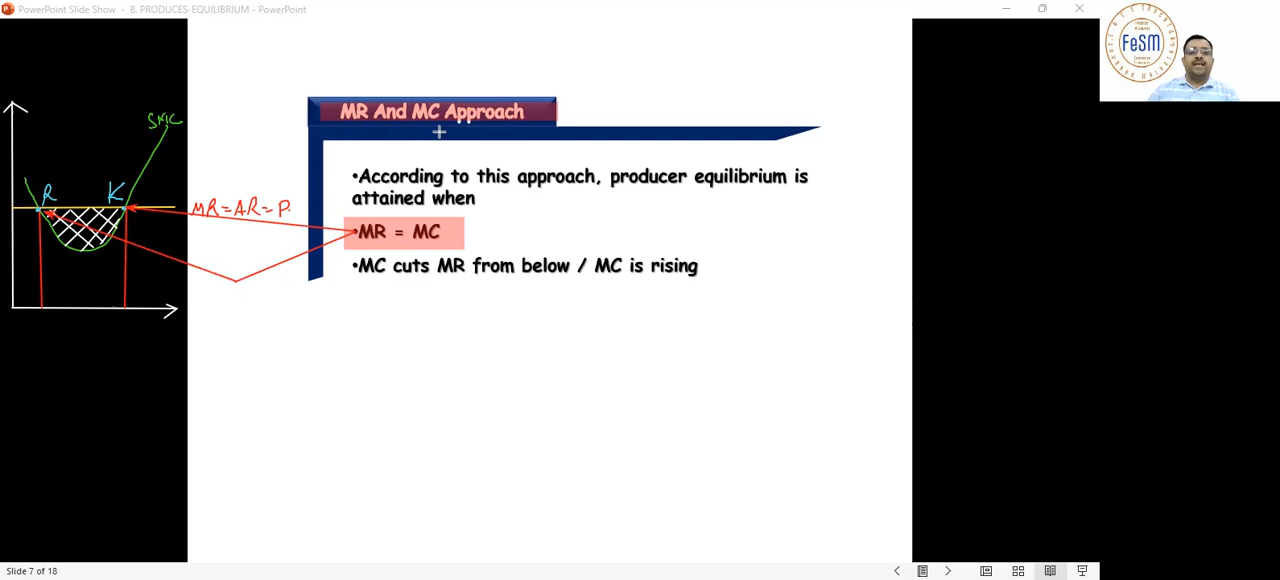 PowerPoint Slide Show - 8. PRODUCES-EQUILIBRIUM - PowerPoint
FeSM
MR And MC Approach
SMC
•According to this approach, producer equilibrium is
attained when
R K
MR=AR=P.
•MR = MC
•MC cuts MR from below / MC is rising
Slide 7 of 18